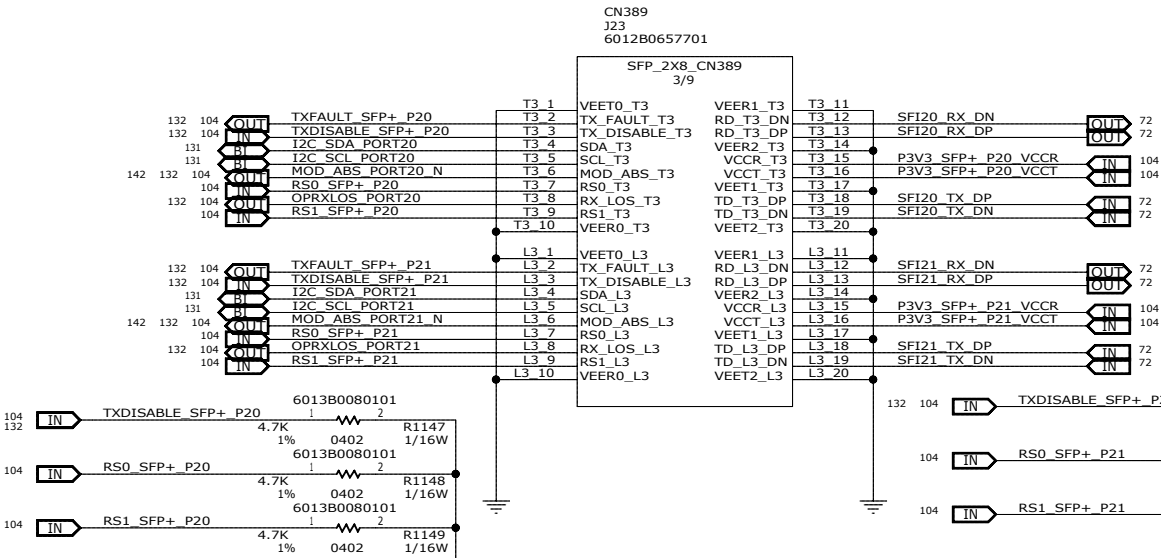 CN389
J23
6012B0657701
SFP_2X8_CN389
3/9
T3_1 VEET0_T3 VEER1_T3 T3_11
132 104 OUT TXFAULT_SFP+_P20 T3_2 TX_FAULT_T3 RD_T3_DN T3_12 SFI20_RX_DN OUT 72
132 104 IN TXDISABLE_SFP+_P20 T3_3 TX_DISABLE_T3 RD_T3_DP T3_13 SFI20_RX_DP OUT 72
131 BI I2C_SDA_PORT20 T3_4 SDA_T3 VEER2_T3 T3_14
131 BI I2C_SCL_PORT20 T3_5 SCL_T3 VCCR_T3 T3_15 P3V3_SFP+_P20_VCCR IN 104
142 132 104 OUT MOD_ABS_PORT20_N T3_6 MOD_ABS_T3 VCCT_T3 T3_16 P3V3_SFP+_P20_VCCT IN 104
104 IN RS0_SFP+_P20 T3_7 RS0_T3 VEET1_T3 T3_17
132 104 OUT OPRXLOS_PORT20 T3_8 RX_LOS_T3 TD_T3_DP T3_18 SFI20_TX_DP IN 72
104 IN RS1_SFP+_P20 T3_9 RS1_T3 TD_T3_DN T3_19 SFI20_TX_DN IN 72
T3_10 VEER0_T3 VEET2_T3 T3_20
L3_1 VEET0_L3 VEER1_L3 L3_11
132 104 OUT TXFAULT_SFP+_P21 L3_2 TX_FAULT_L3 RD_L3_DN L3_12 SFI21_RX_DN OUT 72
132 104 IN TXDISABLE_SFP+_P21 L3_3 TX_DISABLE_L3 RD_L3_DP L3_13 SFI21_RX_DP OUT 72
131 BI I2C_SDA_PORT21 L3_4 SDA_L3 VEER2_L3 L3_14
131 BI I2C_SCL_PORT21 L3_5 SCL_L3 VCCR_L3 L3_15 P3V3_SFP+_P21_VCCR IN 104
142 132 104 OUT MOD_ABS_PORT21_N L3_6 MOD_ABS_L3 VCCT_L3 L3_16 P3V3_SFP+_P21_VCCT IN 104
104 IN RS0_SFP+_P21 L3_7 RS0_L3 VEET1_L3 L3_17
132 104 OUT OPRXLOS_PORT21 L3_8 RX_LOS_L3 TD_L3_DP L3_18 SFI21_TX_DP IN 72
104 IN RS1_SFP+_P21 L3_9 RS1_L3 TD_L3_DN L3_19 SFI21_TX_DN IN 72
L3_10 VEER0_L3 VEET2_L3 L3_20
6013B0080101
104 132 IN TXDISABLE_SFP+_P20 1 2
4.7K R1147
1% 0402 1/16W
6013B0080101
104 IN RS0_SFP+_P20 1 2
4.7K R1148
1% 0402 1/16W
6013B0080101
104 IN RS1_SFP+_P20 1 2
4.7K R1149
1% 0402 1/16W
132 104 IN TXDISABLE_SFP+_P
104 IN RS0_SFP+_P21
104 IN RS1_SFP+_P21